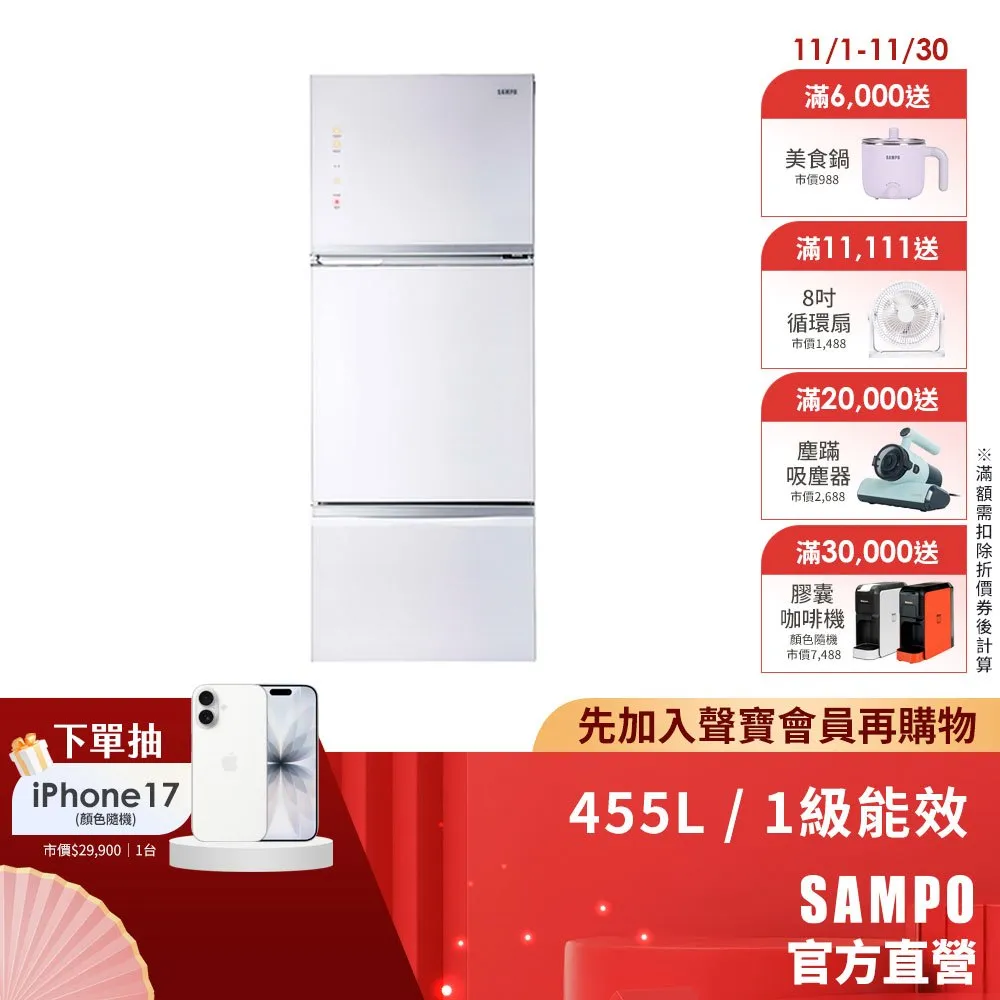 11/1-11/30
滿6,000送
美食鍋
市價988
SAMPO
滿11,111送
8吋
循環扇
市價1,488
滿20,000送
塵蹣
吸塵器
市價2,688
滿30,000送
膠囊
咖啡機
顏色隨機
市價7,488
※滿額需扣除折價券後計算
SAMPO
下單抽
iPhone17
(顏色隨機)
市價$29,900｜1台
先加入聲寶會員再購物
455L / 1級能效
SAMPO
官方直營